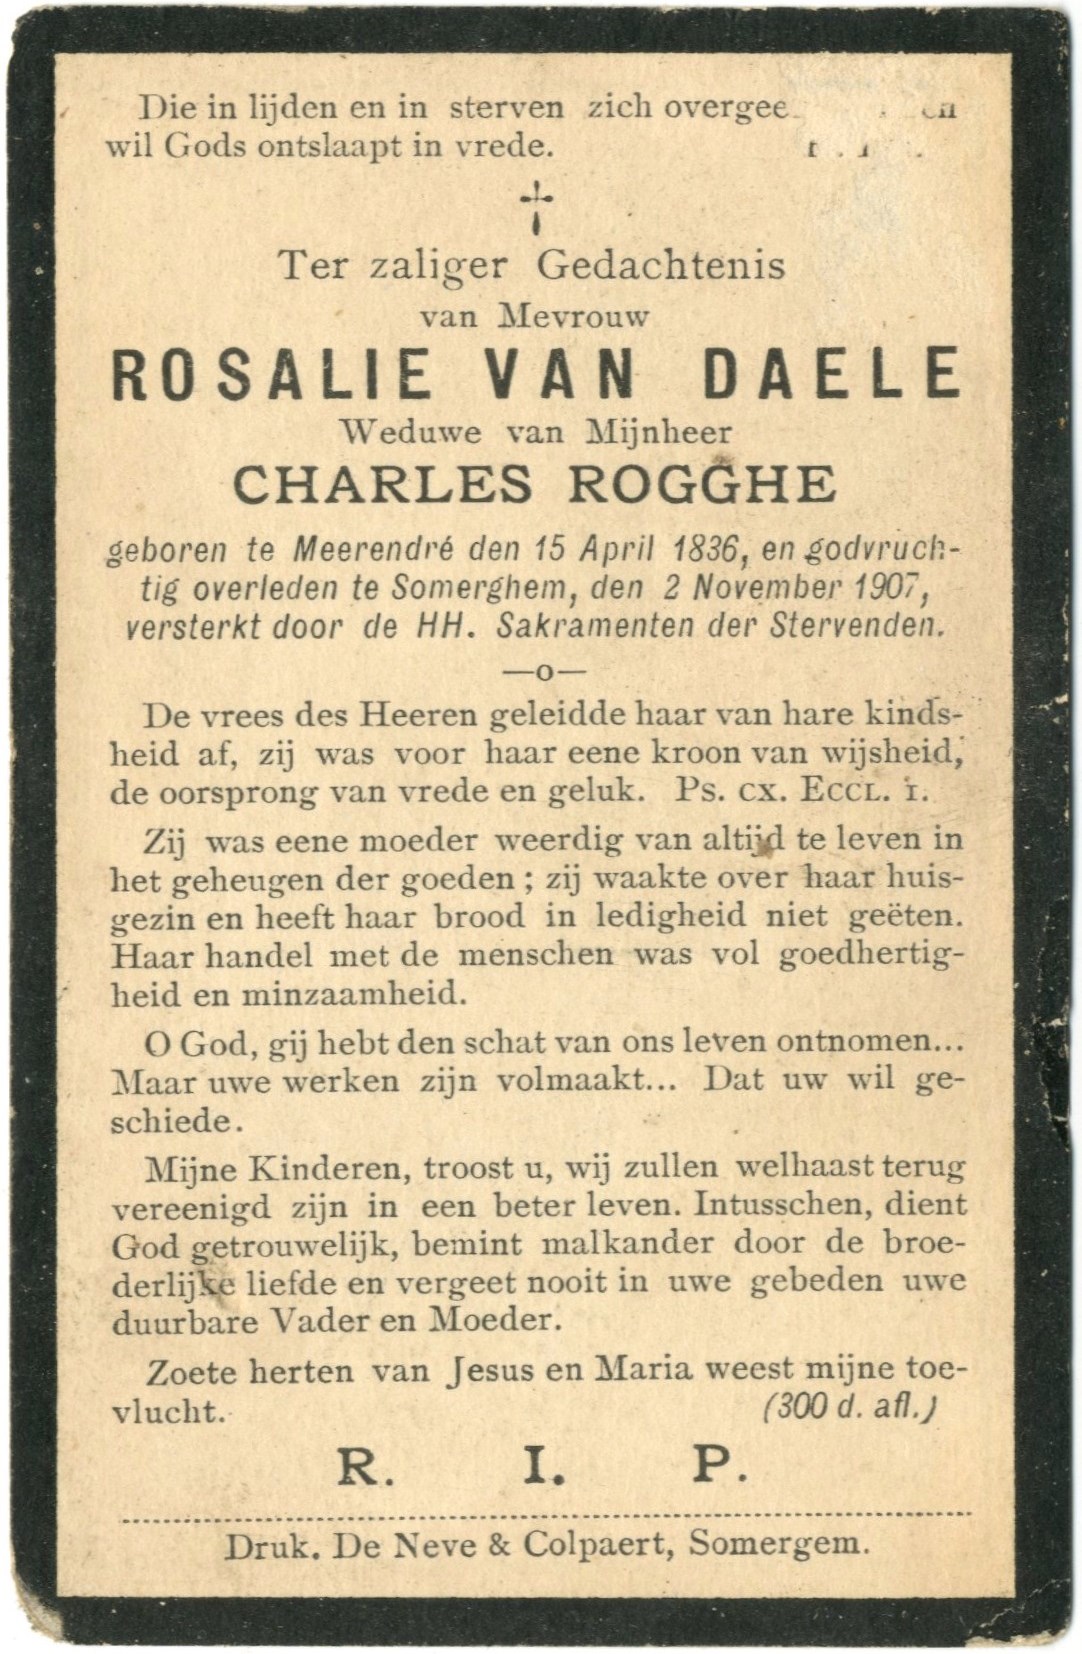 Die in lijden en in sterven zich
wil Gods ontslaapt in vrede.
Ter zaliger Gedachtenis
van Mevrouw
ROSALIE VAN DAELE
Weduwe van Mijnheer
CHARLES ROGGHE
geboren te Meerendré den 15 April 1836, en godvruch-
tig overleden te Somerghem, den 2 November 1907,
versterkt door de HH. Sakramenten der Stervenden.
—o—
De vrees des Heeren geleidde haar van hare kinds-
heid af, zij was voor haar eene kroon van wijsheid,
de oorsprong van vrede en geluk. Ps. CX. ECCL. I.
Zij was eene moeder weerdig van altijd te leven in
het geheugen der goeden ; zij waakte over haar huis-
gezin en heeft haar brood in ledigheid niet geëten.
Haar handel met de menschen was vol goedhertig-
heid en minzaamheid.
O God, gij hebt den schat van ons leven ontnomen...
Maar uwe werken zijn volmaakt... Dat uw wil ge-
schiede.
Mijne Kinderen, troost u, wij zullen welhaast terug
vereenigd zijn in een beter leven. Intusschen, dient
God getrouwelijk, bemint malkander door de broe-
derlijke liefde en vergeet nooit in uwe gebeden uwe
duurbare Vader en Moeder.
Zoete herten van Jesus en Maria weest mijne toe-
vlucht. (300 d. afl.)
R. I. P.
Druk. De Neve & Colpaert, Somergem.